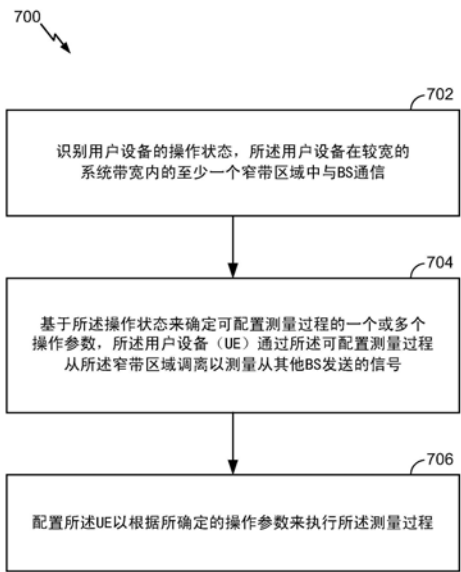 700
702
识别用户设备的操作状态，所述用户设备在较宽的
系统带宽内的至少一个窄带区域中与BS通信
704
基于所述操作状态来确定可配置测量过程的一个或多个
操作参数，所述用户设备（UE）通过所述可配置测量过程
从所述窄带区域调离以测量从其他BS发送的信号
706
配置所述UE以根据所确定的操作参数来执行所述测量过程